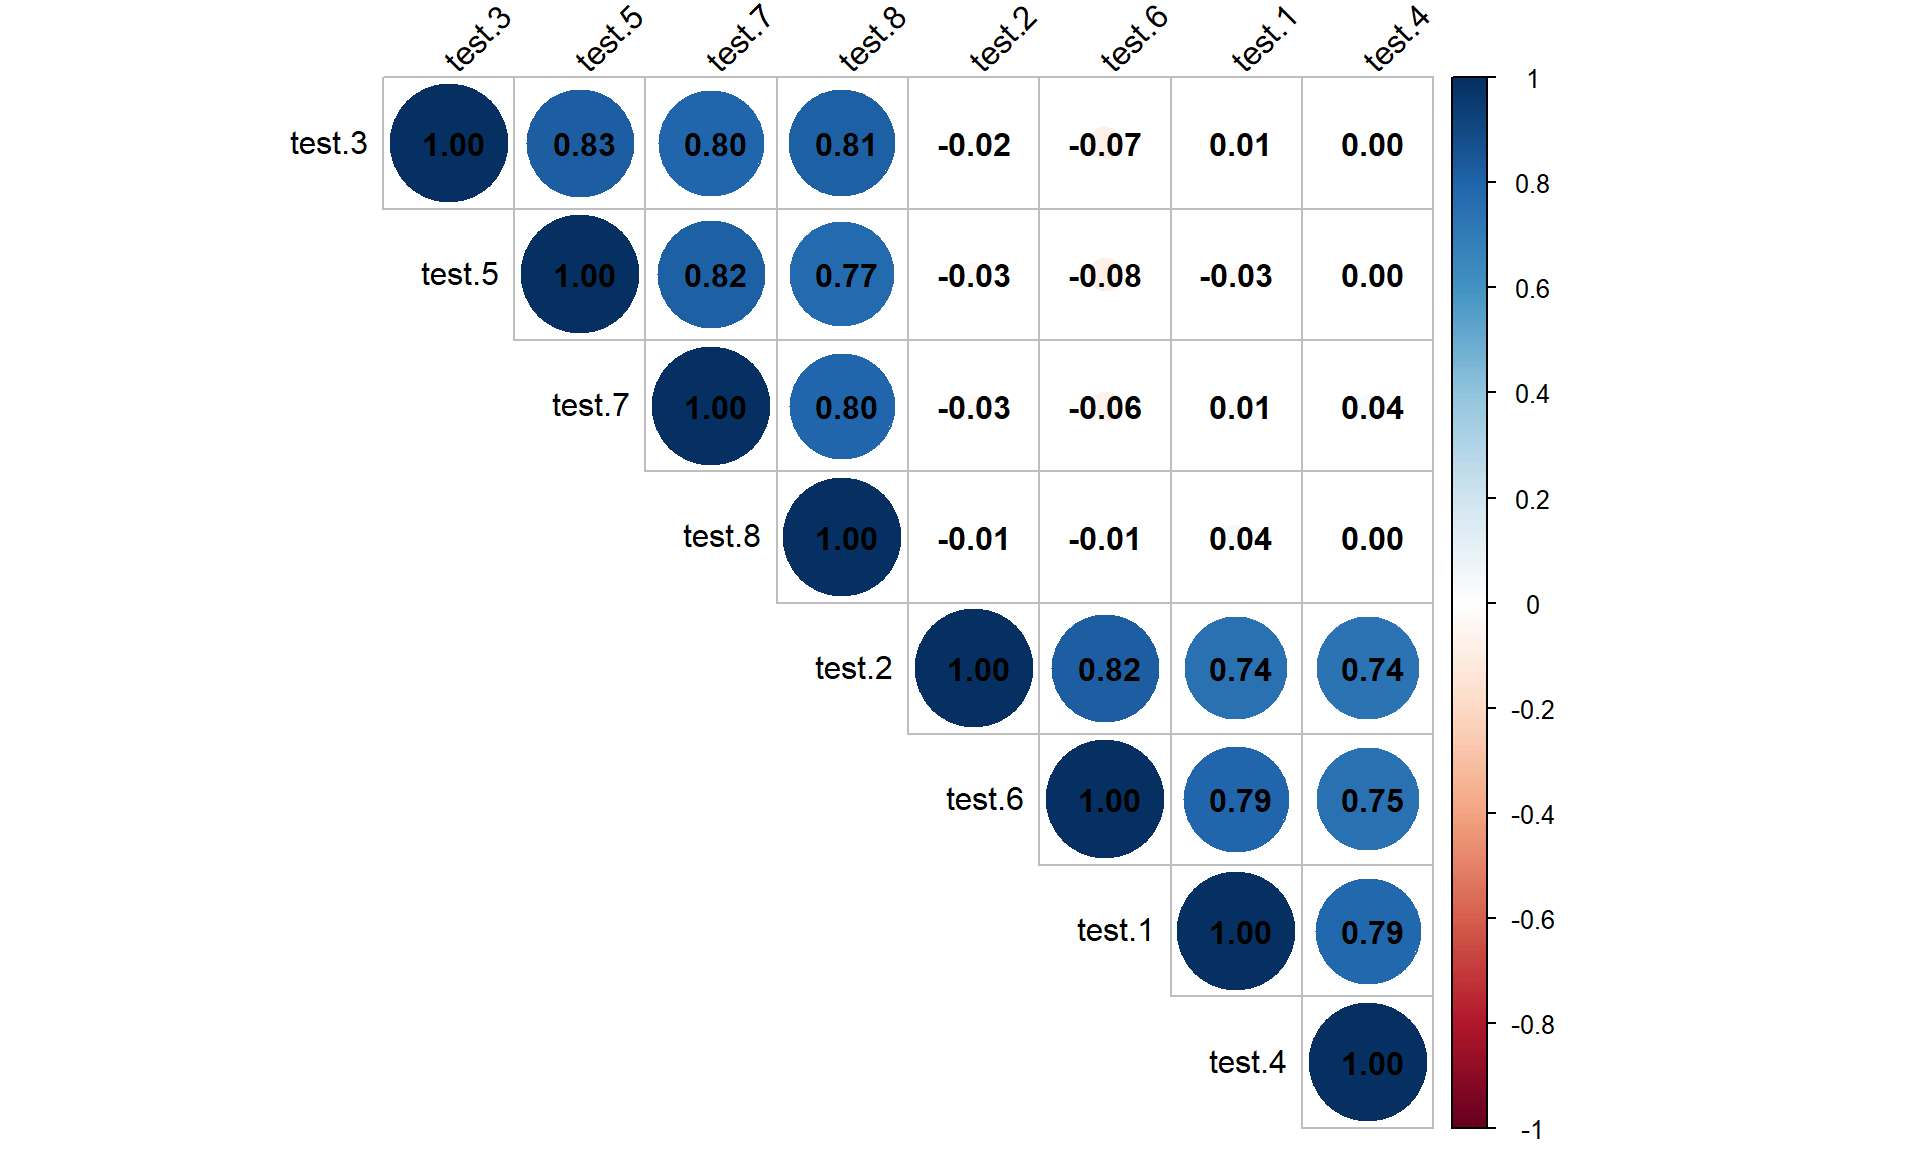 test.3 test.5 test.7 test.8 test.2 test.6 test.1 test.4
test.3 1.00 0.83 0.80 0.81 -0.02 -0.07 0.01 0.00
test.5 1.00 0.82 0.77 -0.03 -0.08 -0.03 0.00
test.7 1.00 0.80 -0.03 -0.06 0.01 0.04
test.8 1.00 -0.01 -0.01 0.04 0.00
test.2 1.00 0.82 0.74 0.74
test.6 1.00 0.79 0.75
test.1 1.00 0.79
test.4 1.00
1
0.8
0.6
0.4
0.2
0
-0.2
-0.4
-0.6
-0.8
-1